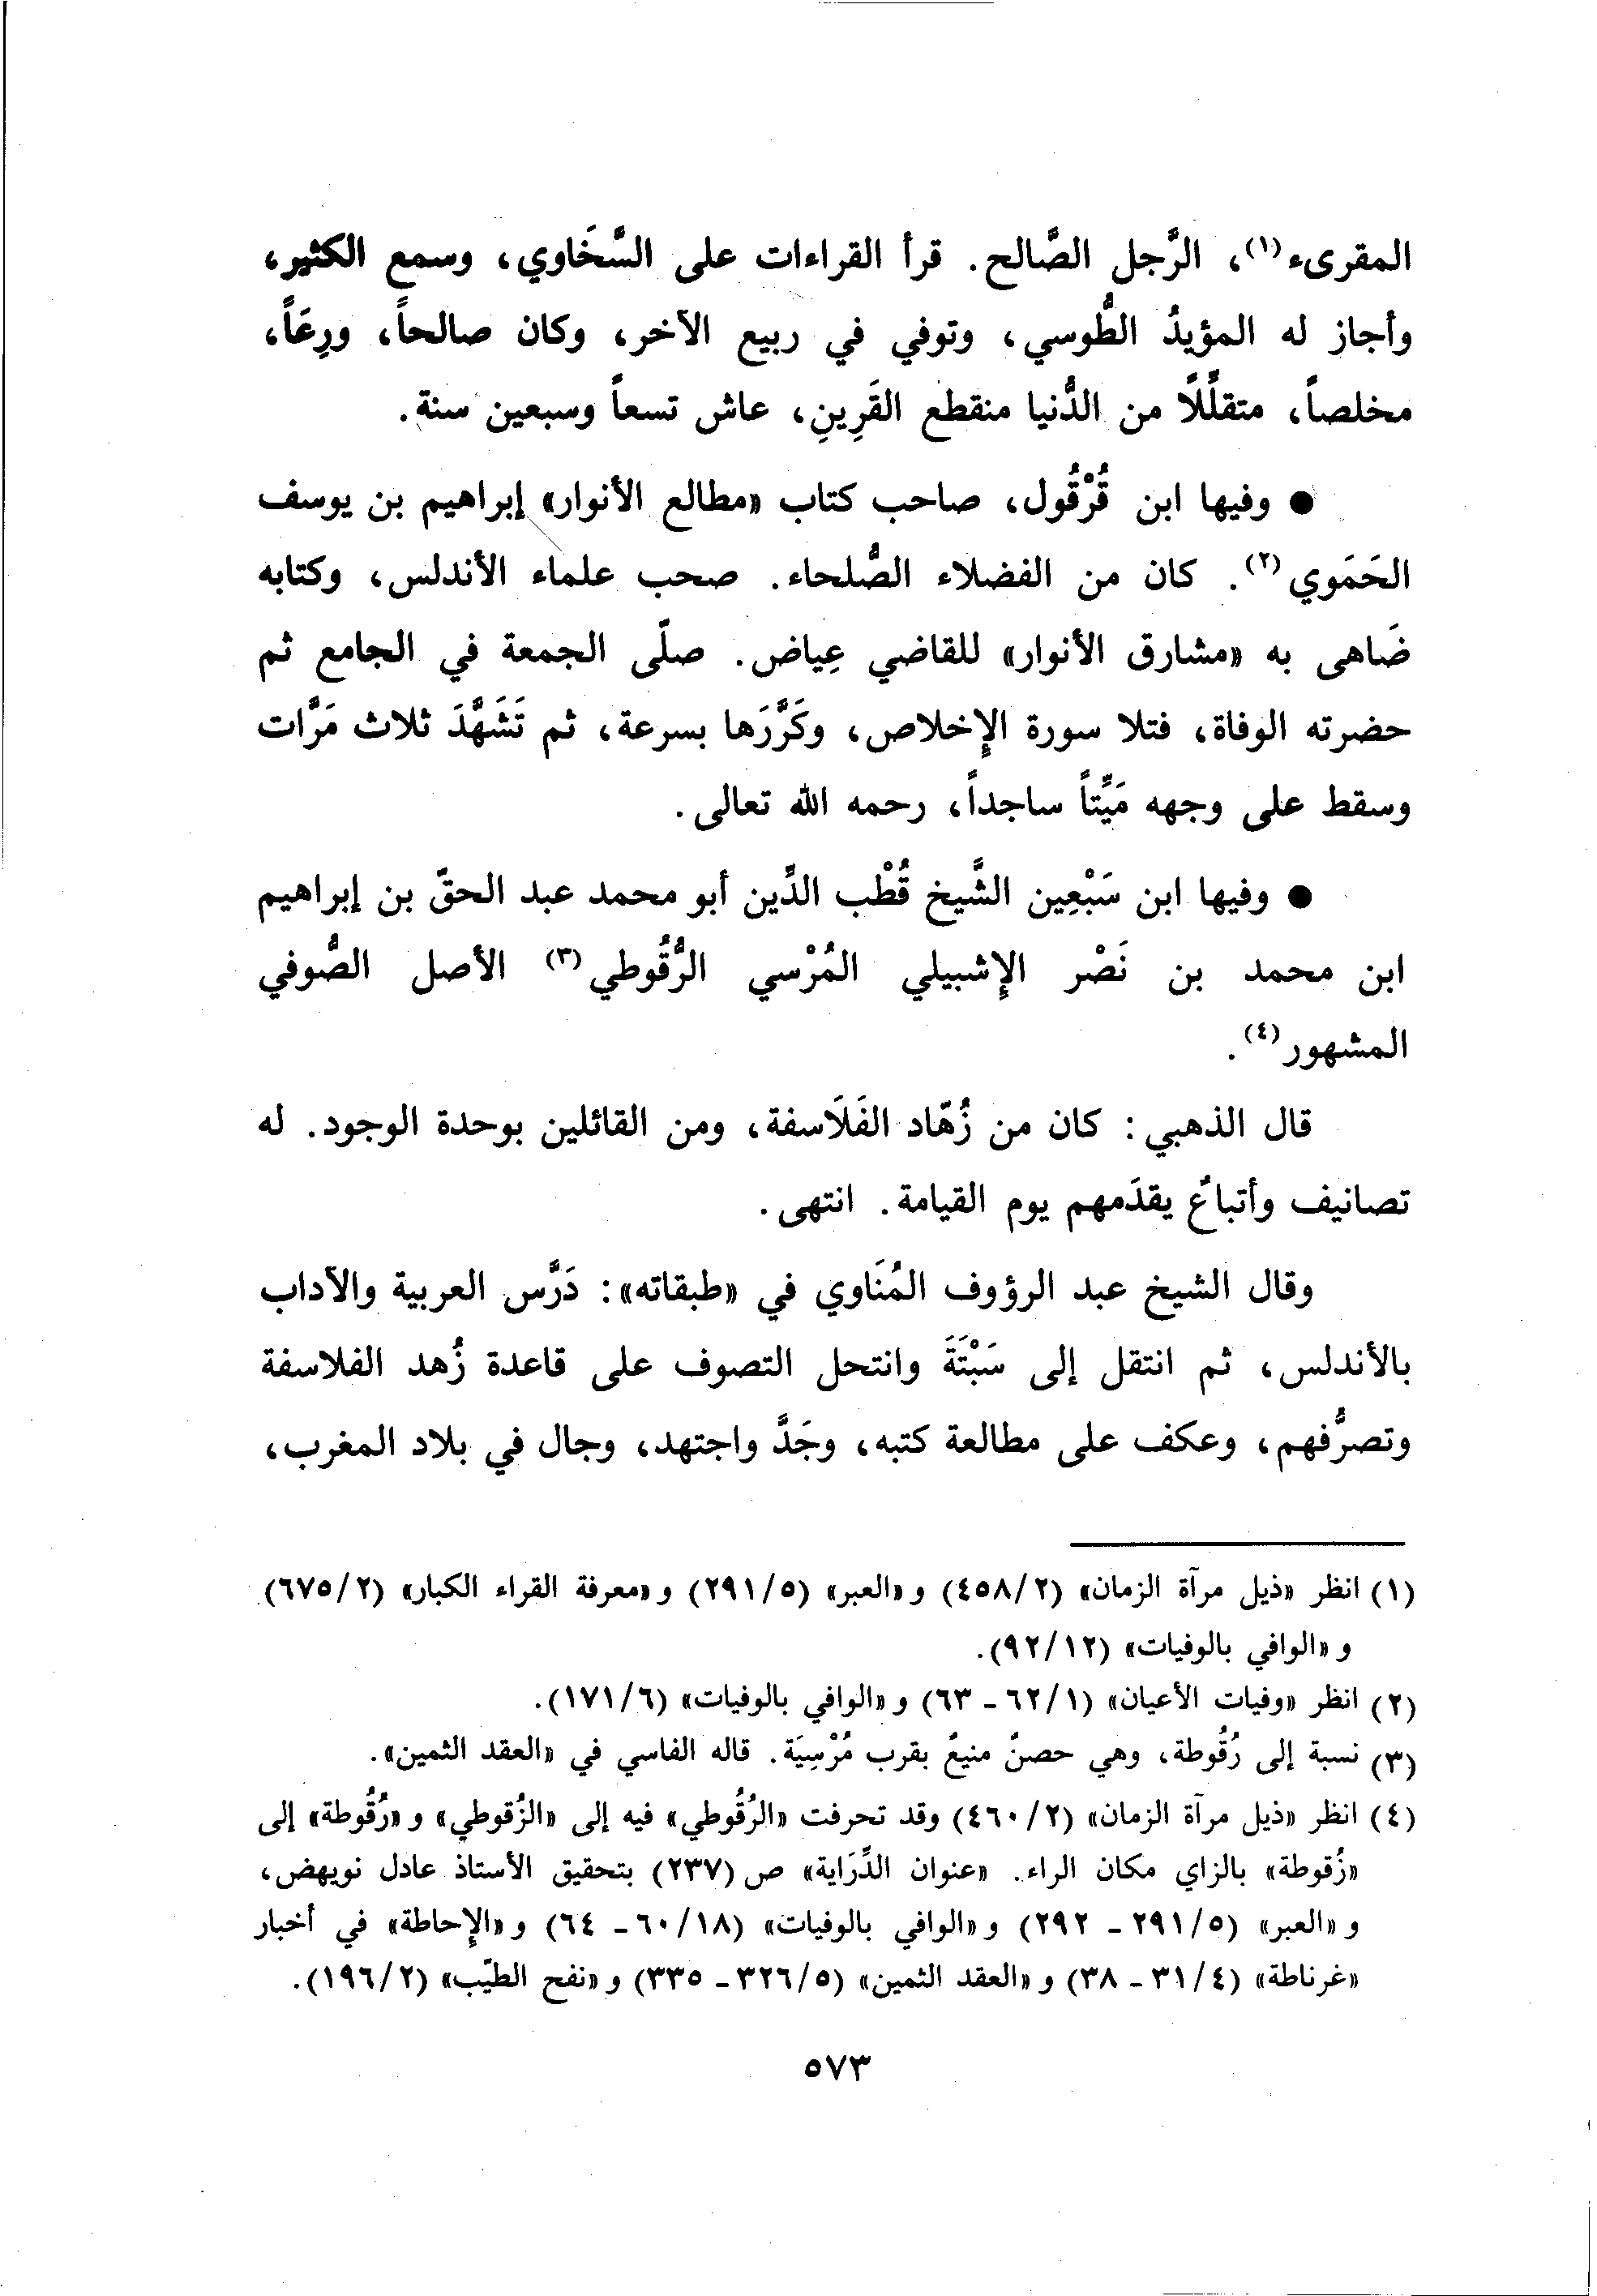 المقرىء(١)، الرَّجل الصَّالح. قرأ القراءات على السَّخَاوي، وسمع الكثير،
وأجاز له المؤيدُ الطُّوسي، وتوفي في ربيع الآخر، وكان صالحاً، ورِعَاً،
مخلصاً، متقلِّلًا من الدُّنيا منقطع القَرِينِ، عاش تسعاً وسبعين سنة.
● وفيها ابن قُرْقُول، صاحب كتاب «مطالع الأنوار» إبراهيم بن يوسف
الحَمَوي(٢). كان من الفضلاء الصُّلحاء. صحب علماء الأندلس، وكتابه
ضَاهى به «مشارق الأنوار» للقاضي عِياض. صلّى الجمعة في الجامع ثم
حضرته الوفاة، فتلا سورة الإِخلاص، وكَرَّرَها بسرعة، ثم تَشَهَّدَ ثلاث مَرَّات
وسقط على وجهه مَيِّتاً ساجداً، رحمه الله تعالى.
● وفيها ابن سَبْعِين الشَّيخ قُطْب الدِّين أبو محمد عبد الحقّ بن إبراهيم
ابن محمد بن نَصْر الإِشبيلي المُرْسي الرُّقُوطي(٣) الأصل الصُّوفي
المشهور(٤).
قال الذهبي: كان من زُهّاد الفَلَاسفة، ومن القائلين بوحدة الوجود. له
تصانيف وأتباعٌ يقدَمهم يوم القيامة. انتهى.
وقال الشيخ عبد الرؤوف المُنَاوي في «طبقاته»: دَرَّس العربية والآداب
بالأندلس، ثم انتقل إلى سَبْتَةَ وانتحل التصوف على قاعدة زُهد الفلاسفة
وتصرُّفهم، وعكف على مطالعة كتبه، وجَدَّ واجتهد، وجال في بلاد المغرب،
(١) انظر «ذيل مرآة الزمان» (٤٥٨/٢) و «العبر» (٢٩١/٥) و «معرفة القراء الكبار» (٦٧٥/٢)
و «الوافي بالوفيات» (٩٢/١٢).
(٢) انظر «وفيات الأعيان» (٦٢/١ - ٦٣) و «الوافي بالوفيات» (١٧١/٦).
(٣) نسبة إلى رُقُوطة، وهي حصنٌ منيعٌ بقرب مُرْسِيَة. قاله الفاسي في «العقد الثمين».
(٤) انظر «ذيل مرآة الزمان» (٤٦٠/٢) وقد تحرفت «الرُقُوطي» فيه إلى «الزُقوطي» و «رُقُوطة» إلى
«زُقوطة» بالزاي مكان الراء. «عنوان الدِّرَاية» ص (٢٣٧) بتحقيق الأستاذ عادل نويهض،
و «العبر» (٢٩١/٥ - ٢٩٢) و «الوافي بالوفيات» (٦٠/١٨ - ٦٤) و «الإِحاطة» في أخبار
«غرناطة» (٣١/٤ - ٣٨) و «العقد الثمين» (٣٢٦/٥ - ٣٣٥) و «نفح الطيّب» (١٩٦/٢).
٥٧٣